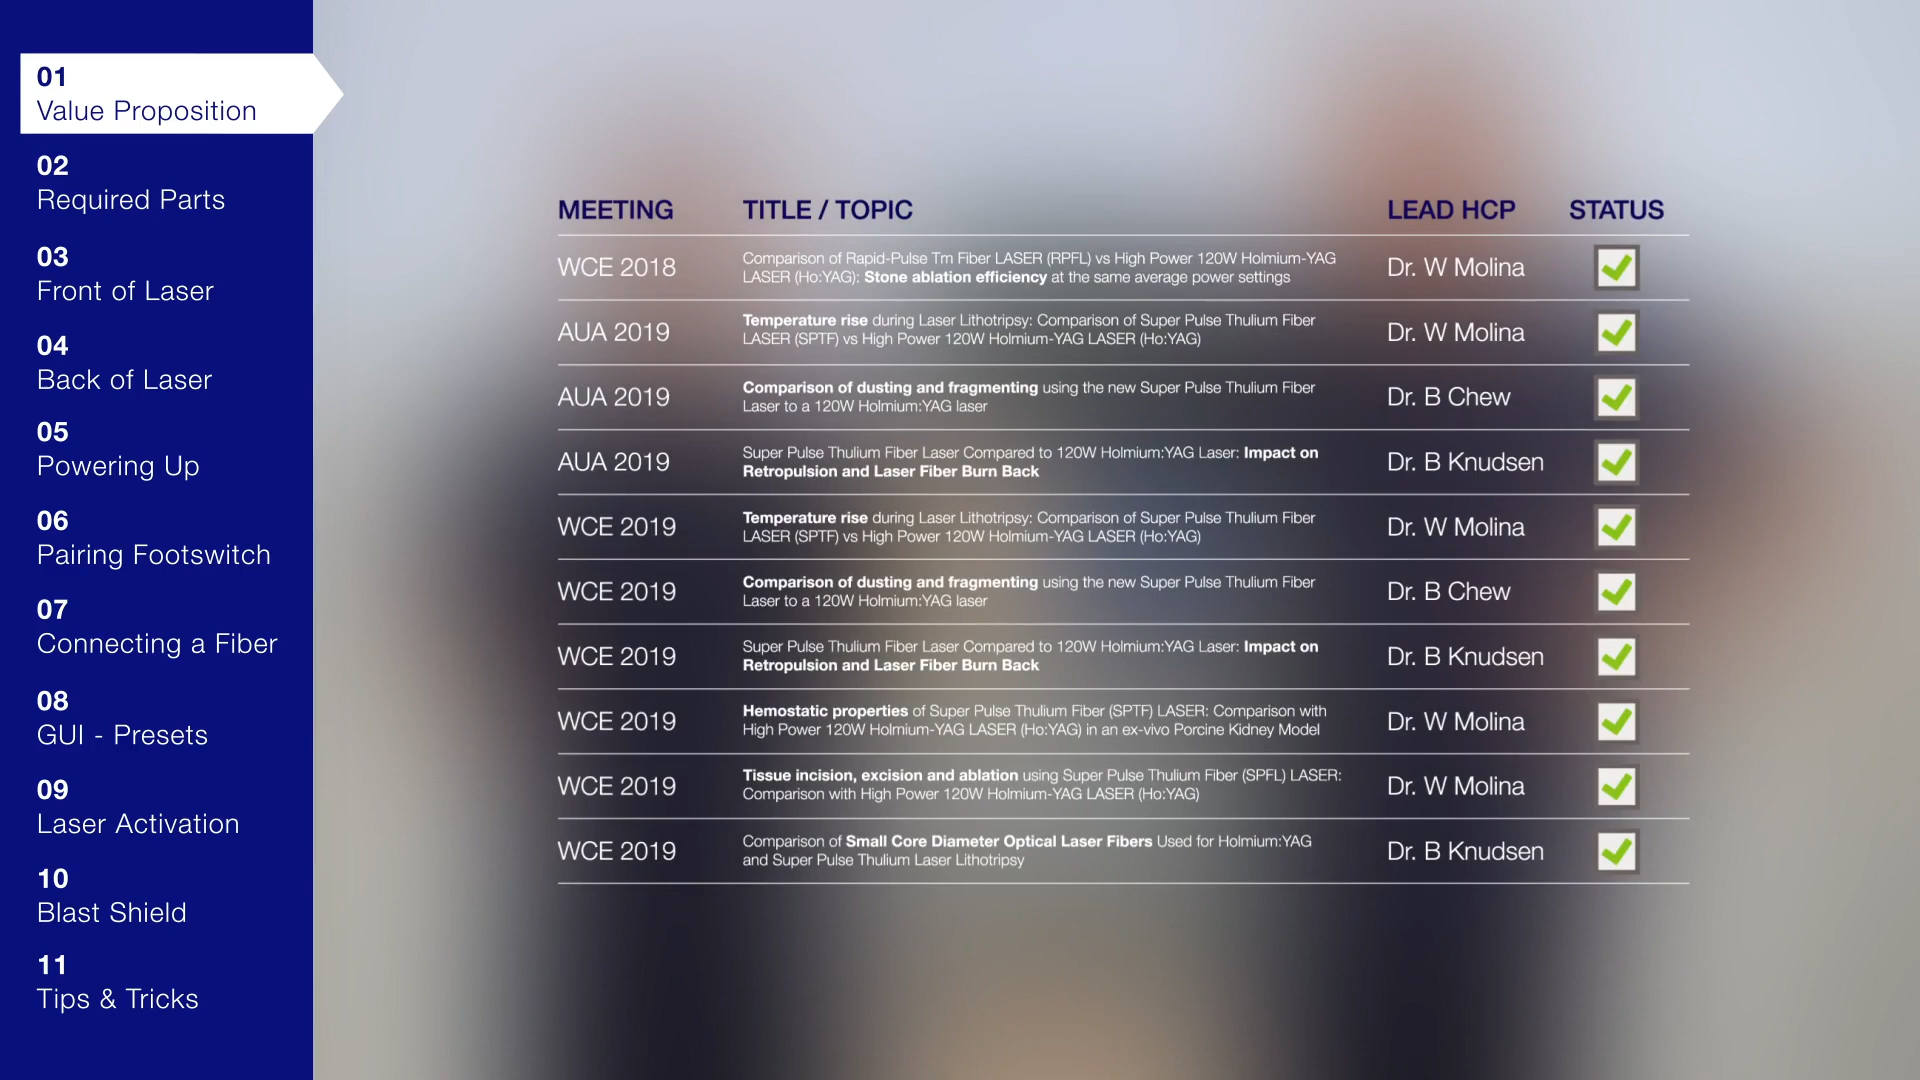 01
Value Proposition
02
Required Parts
03
Front of Laser
04
Back of Laser
05
Powering Up
06
Pairing Footswitch
07
Connecting a Fiber
08
GUI - Presets
09
Laser Activation
10
Blast Shield
11
Tips & Tricks
MEETING TITLE / TOPIC LEAD HCP STATUS
WCE 2018 Comparison of Rapid-Pulse Tm Fiber LASER (RPFL) vs High Power 120W Holmium-YAG Dr. W Molina
LASER (Ho:YAG): Stone ablation efficiency at the same average power settings
AUA 2019 Temperature rise during Laser Lithotripsy: Comparison of Super Pulse Thulium Fiber Dr. W Molina
LASER (SPTF) vs High Power 120W Holmium-YAG LASER (Ho:YAG)
AUA 2019 Comparison of dusting and fragmenting using the new Super Pulse Thulium Fiber Dr. B Chew
Laser to a 120W Holmium:YAG laser
AUA 2019 Super Pulse Thulium Fiber Laser Compared to 120W Holmium:YAG Laser: Impact on Dr. B Knudsen
Retropulsion and Laser Fiber Burn Back
WCE 2019 Temperature rise during Laser Lithotripsy: Comparison of Super Pulse Thulium Fiber Dr. W Molina
LASER (SPTF) vs High Power 120W Holmium-YAG LASER (Ho:YAG)
WCE 2019 Comparison of dusting and fragmenting using the new Super Pulse Thulium Fiber Dr. B Chew
Laser to a 120W Holmium:YAG laser
WCE 2019 Super Pulse Thulium Fiber Laser Compared to 120W Holmium:YAG Laser: Impact on Dr. B Knudsen
Retropulsion and Laser Fiber Burn Back
WCE 2019 Hemostatic properties of Super Pulse Thulium Fiber (SPTF) LASER: Comparison with Dr. W Molina
High Power 120W Holmium-YAG LASER (Ho:YAG) in an ex-vivo Porcine Kidney Model
WCE 2019 Tissue incision, excision and ablation using Super Pulse Thulium Fiber (SPFL) LASER: Dr. W Molina
Comparison with High Power 120W Holmium-YAG LASER (Ho:YAG)
WCE 2019 Comparison of Small Core Diameter Optical Laser Fibers Used for Holmium:YAG Dr. B Knudsen
and Super Pulse Thulium Laser Lithotripsy